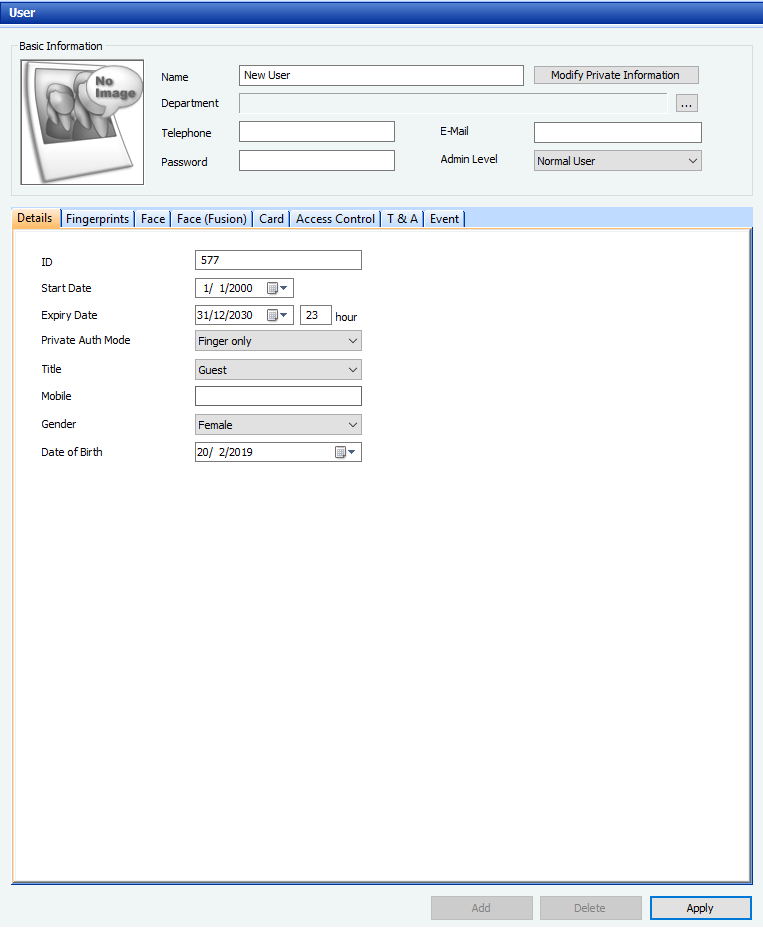 User
Basic Information
No
Image
Name New User Modify Private Information
Department ...
Telephone E-Mail
Password Admin Level Normal User
Details Fingerprints Face Face (Fusion) Card Access Control T & A Event
ID 577
Start Date 1/ 1/2000
Expiry Date 31/12/2030 23 hour
Private Auth Mode Finger only
Title Guest
Mobile
Gender Female
Date of Birth 20/ 2/2019
Add Delete Apply